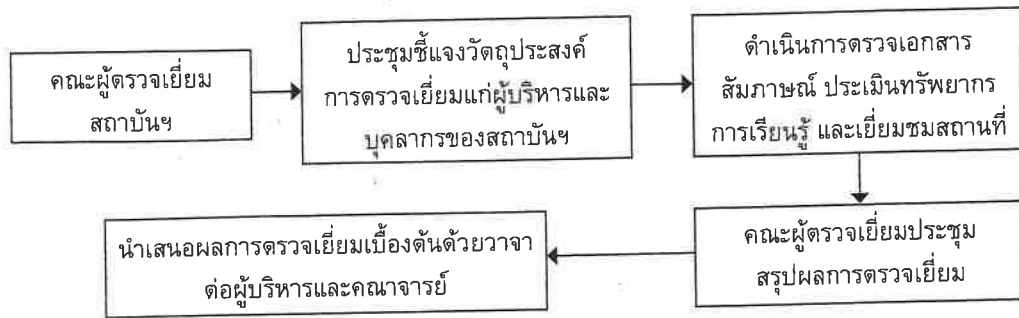 คณะผู้ตรวจเยี่ยม
สถาบันฯ
ประชุมชี้แจงวัตถุประสงค์
การตรวจเยี่ยมแก่ผู้บริหารและ
บุคลากรของสถาบันฯ
ดำเนินการตรวจเอกสาร
สัมภาษณ์ ประเมินทรัพยากร
การเรียนรู้ และเยี่ยมชมสถานที่
คณะผู้ตรวจเยี่ยมประชุม
สรุปผลการตรวจเยี่ยม
นำเสนอผลการตรวจเยี่ยมเบื้องต้นด้วยวาจา
ต่อผู้บริหารและคณาจารย์